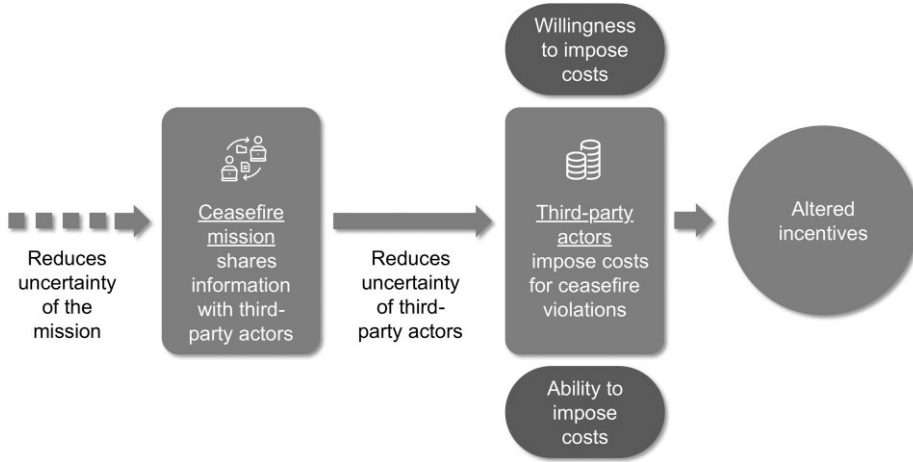 Willingness
to impose
costs
Reduces
uncertainty
of the
mission
Ceasefire
mission
shares
information
with third-
party actors
Reduces
uncertainty
of third-
party actors
Third-party
actors
impose costs
for ceasefire
violations
Altered
incentives
Ability to
impose
costs